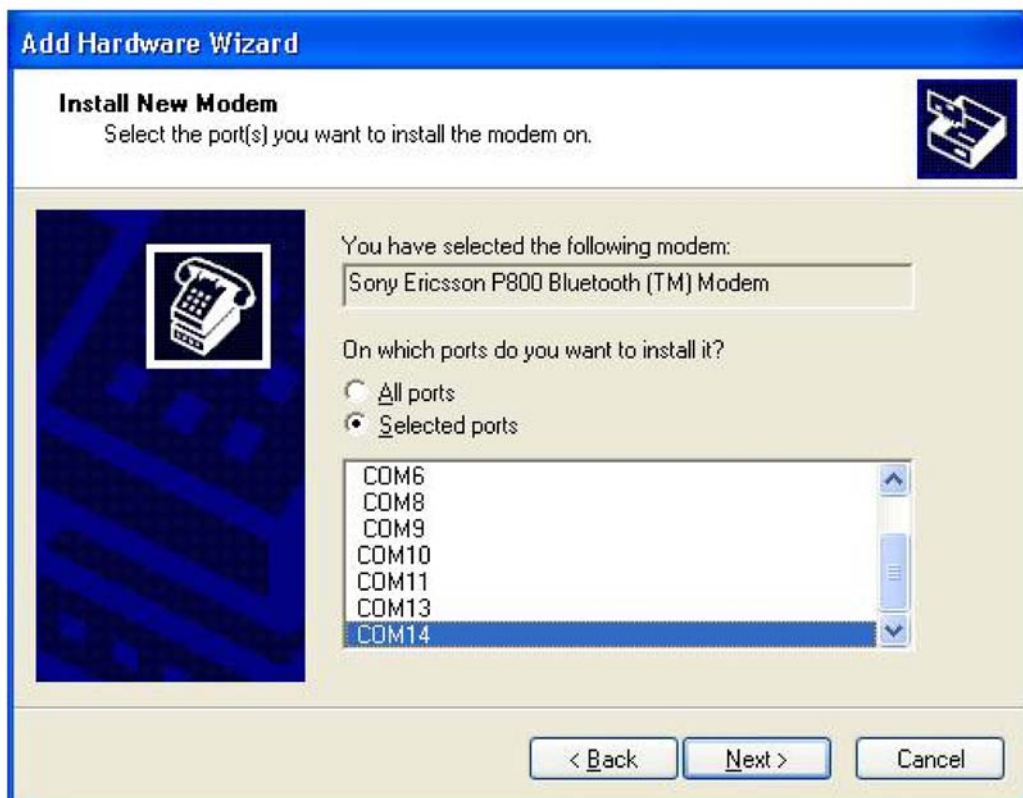 Add Hardware Wizard
Install New Modem
Select the port(s) you want to install the modem on.
You have selected the following modem:
Sony Ericsson P800 Bluetooth (TM) Modem
On which ports do you want to install it?
All ports
Selected ports
COM6
COM8
COM9
COM10
COM11
COM13
COM14
< Back Next > Cancel